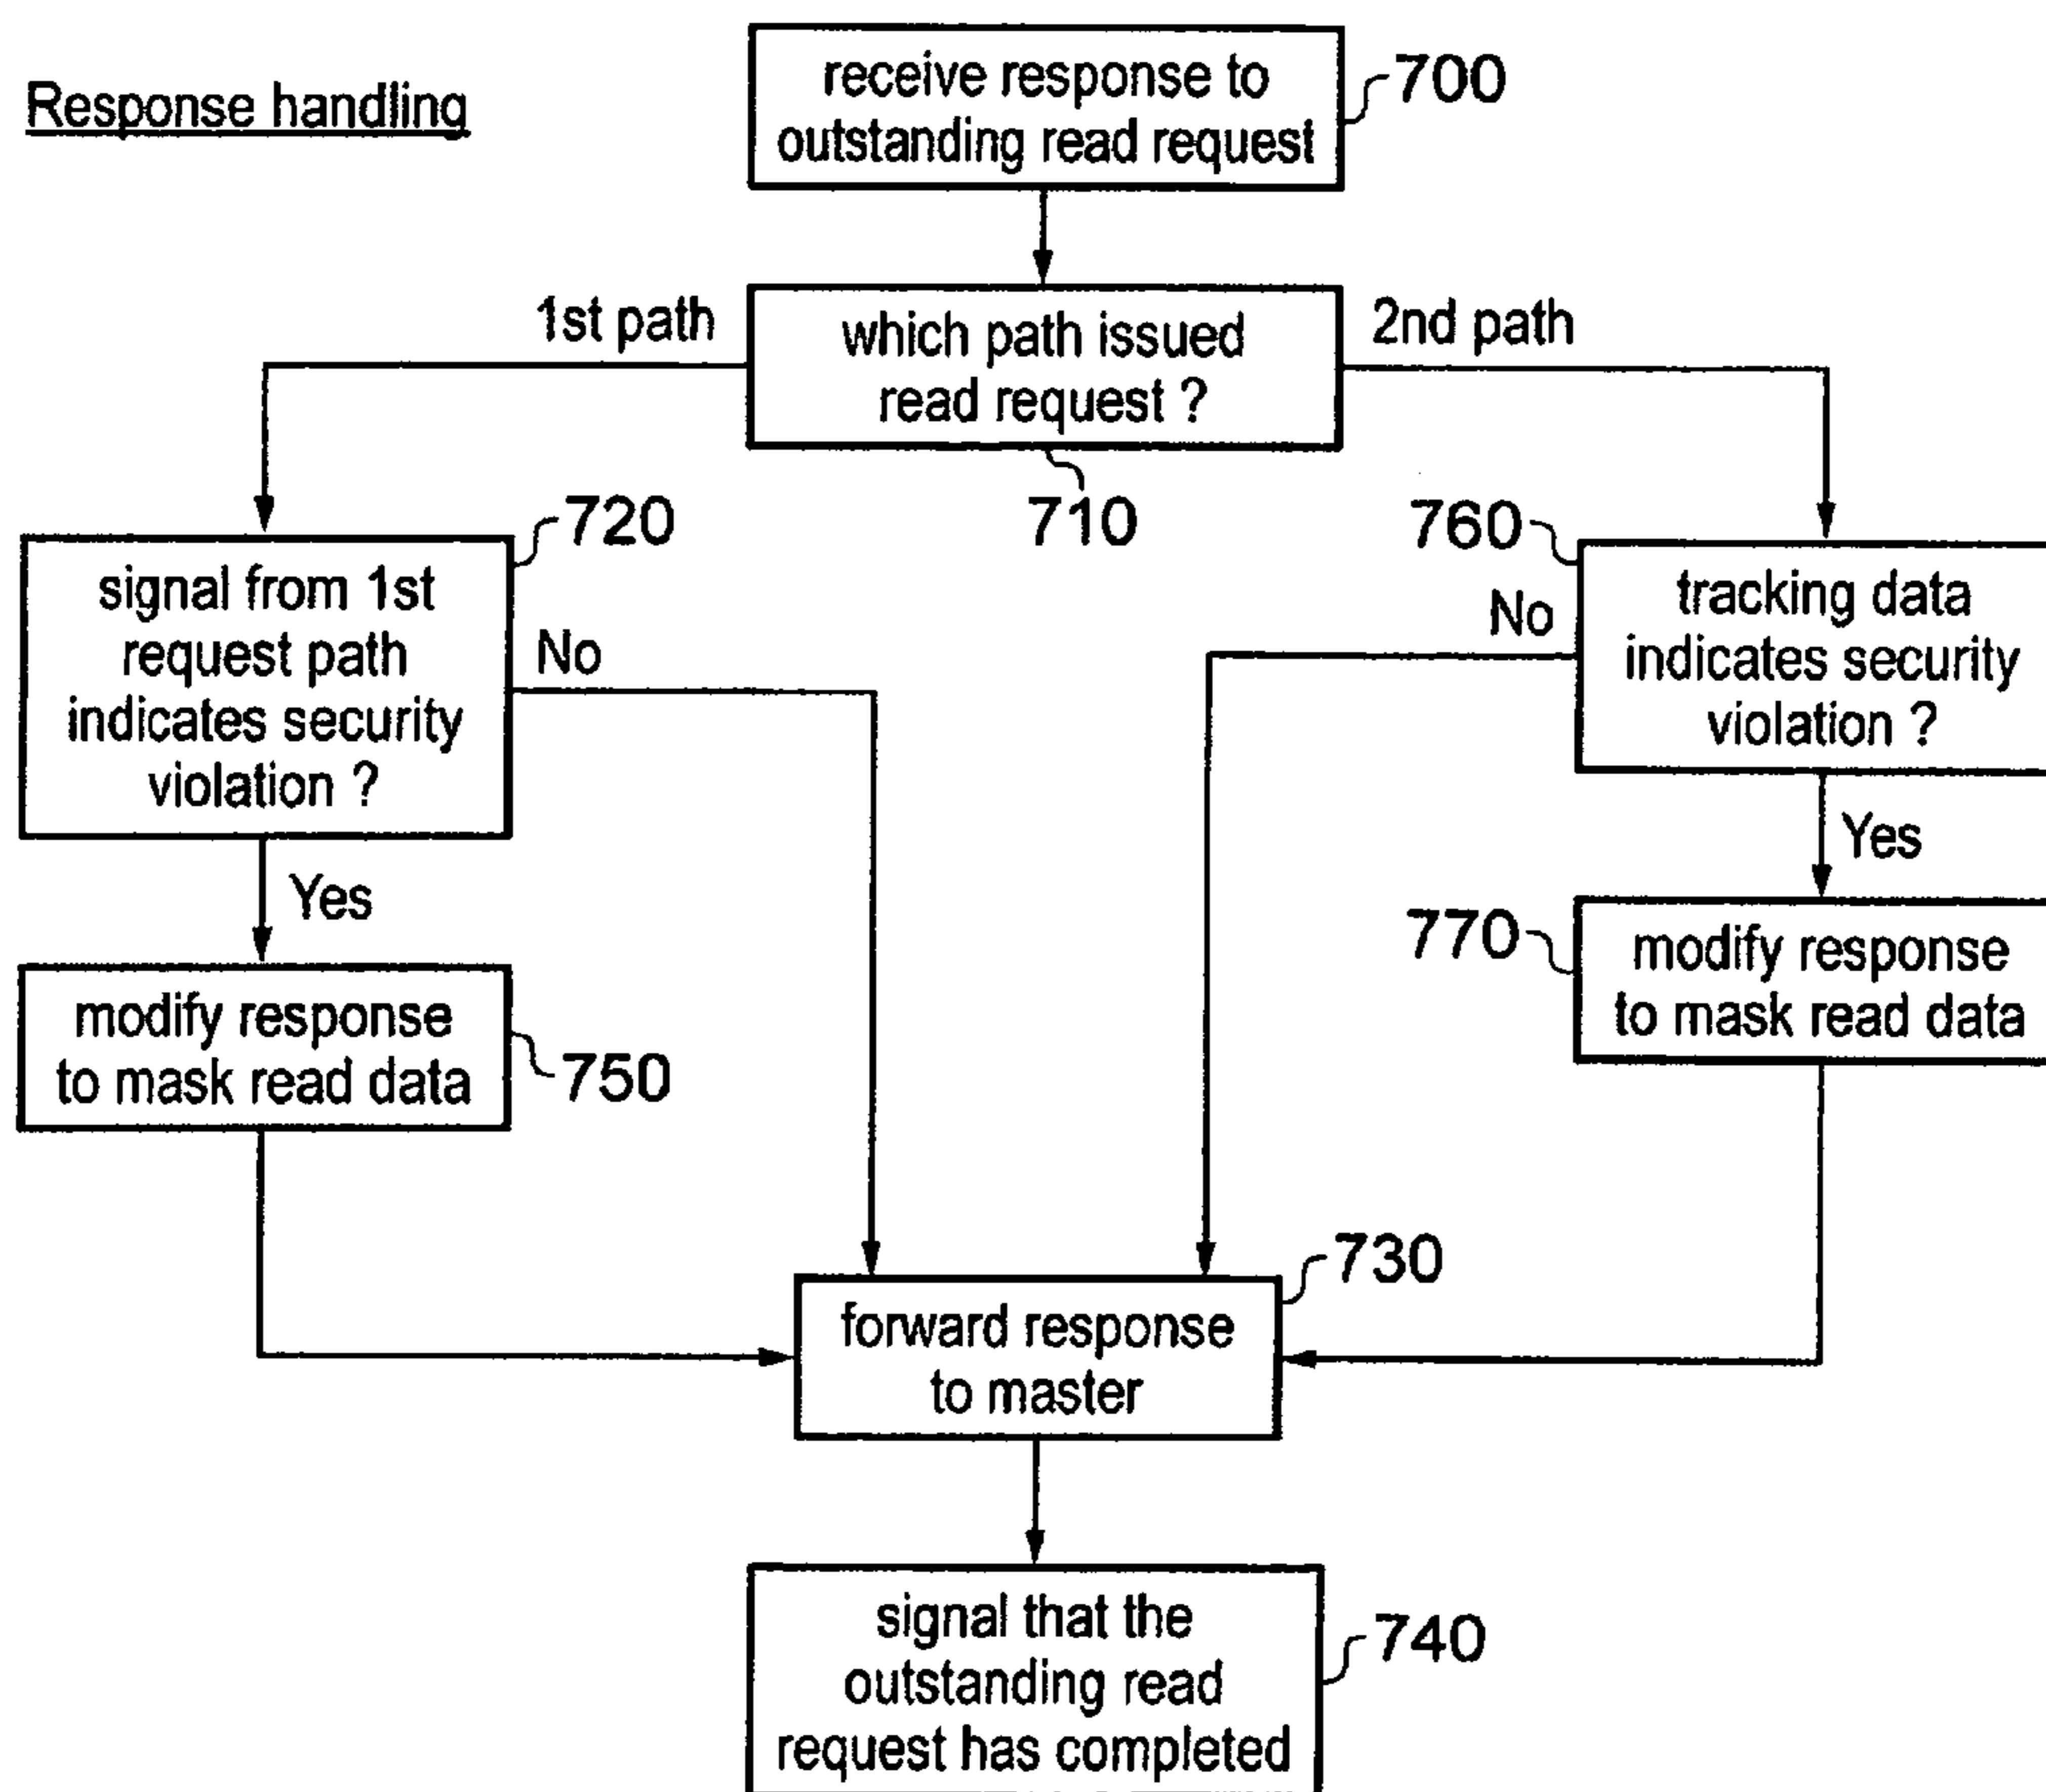 Response handling
receive response to
outstanding read request
700
1st path
which path issued
read request ?
2nd path
710
720
signal from 1st
request path
indicates security
violation ?
No
Yes
760
No
tracking data
indicates security
violation ?
Yes
modify response
to mask read data
750
770
modify response
to mask read data
730
forward response
to master
signal that the
outstanding read
request has completed
740